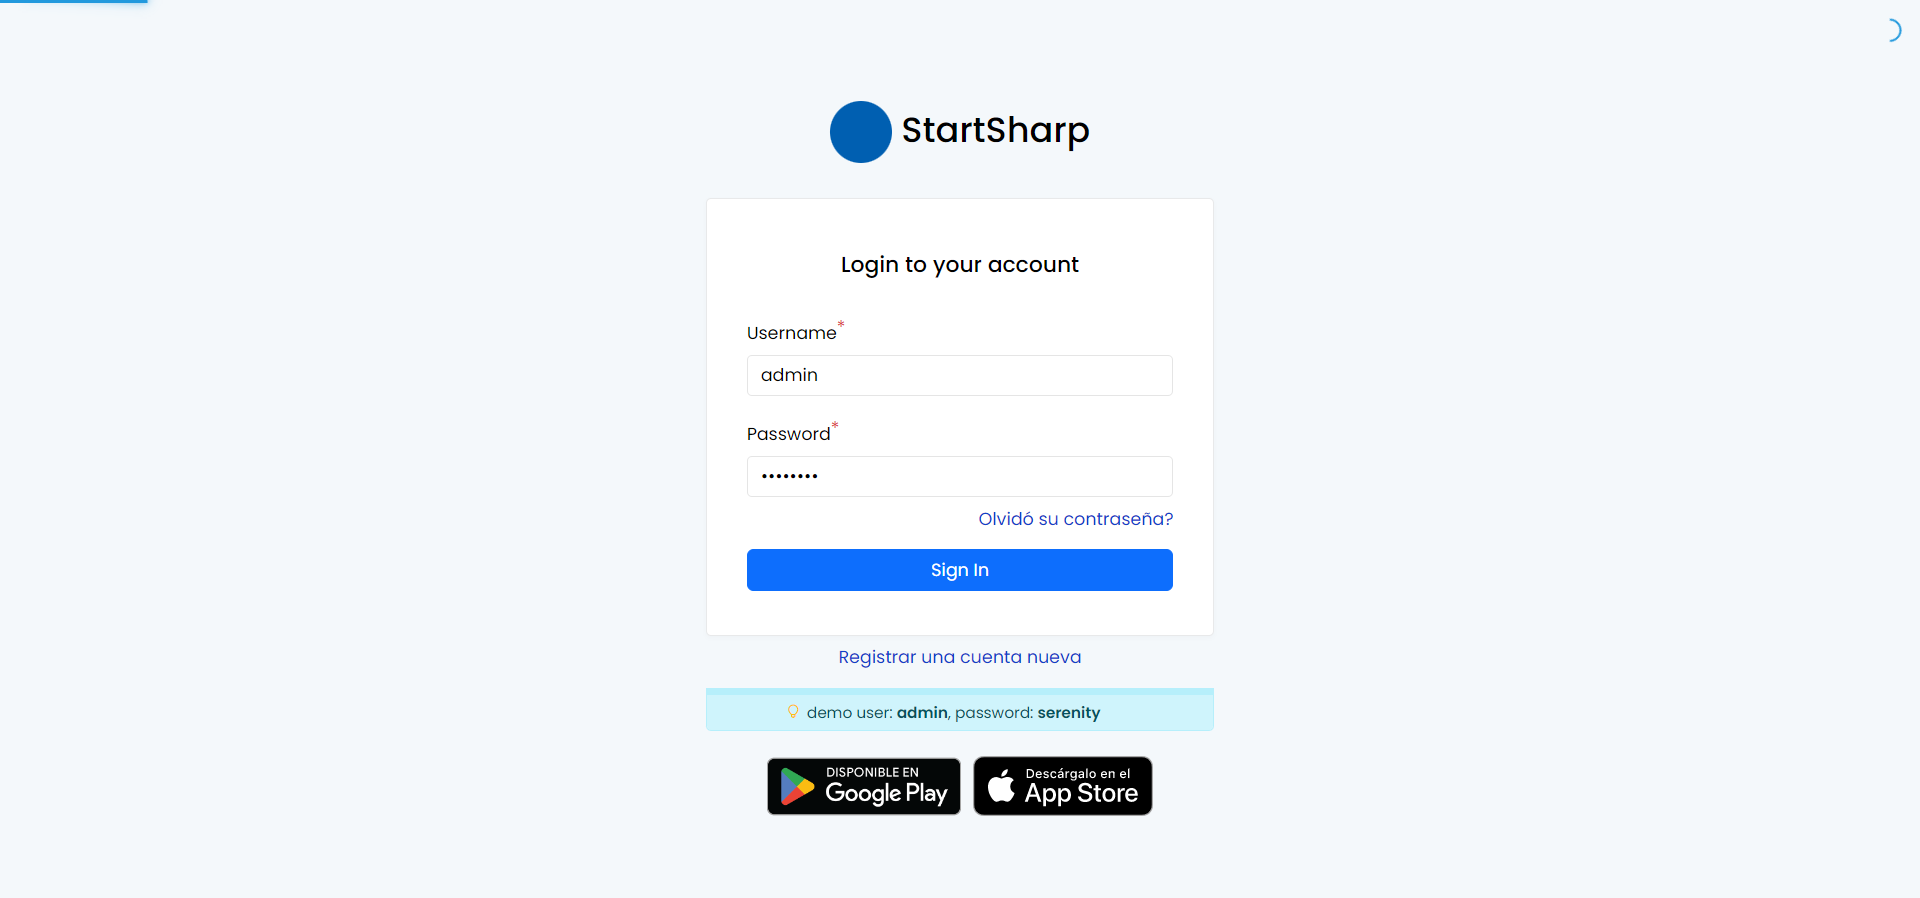 StartSharp
Login to your account
Username*
admin
Password*
••••••••
Olvidó su contraseña?
Sign In
Registrar una cuenta nueva
demo user: admin, password: serenity
DISPONIBLE EN
Google Play
Descárgalo en el
App Store